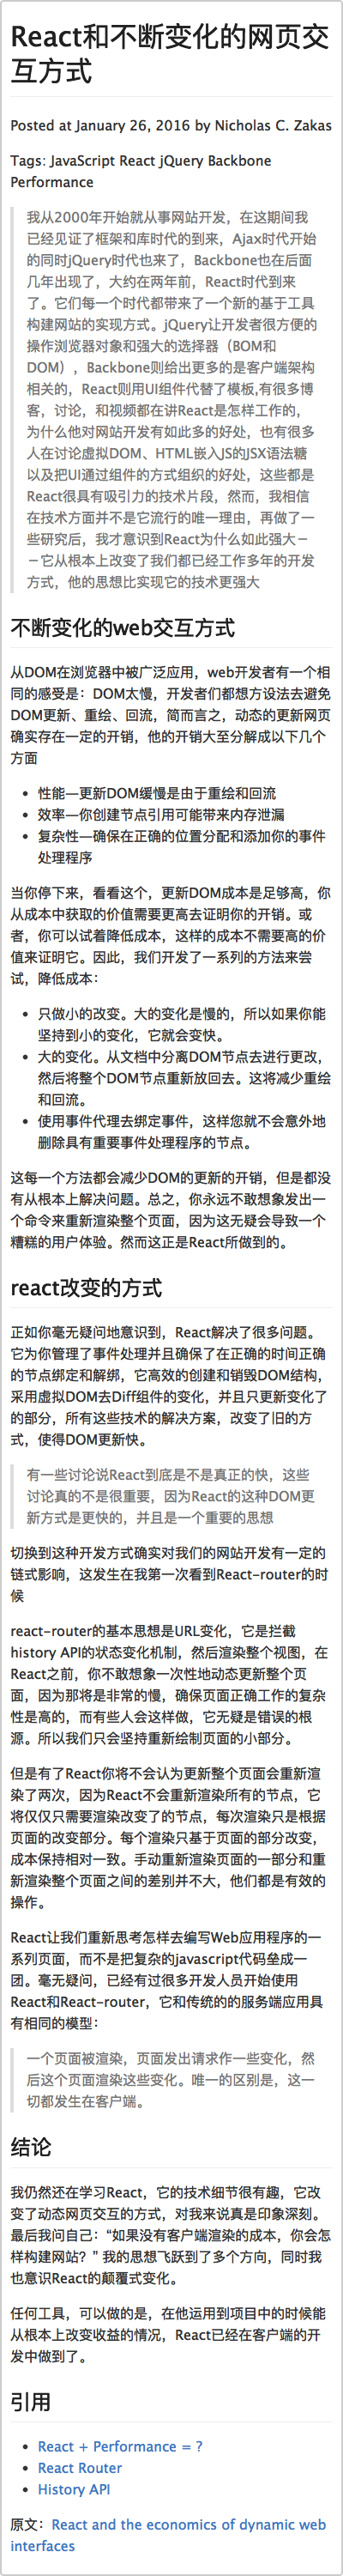 React和不断变化的网页交
互方式
Posted at January 26, 2016 by Nicholas C. Zakas
Tags: JavaScript React jQuery Backbone
Performance
我从2000年开始就从事网站开发，在这期间我
已经见证了框架和库时代的到来，Ajax时代开始
的同时jQuery时代也来了，Backbone也在后面
几年出现了，大约在两年前，React时代到来
了。它们每一个时代都带来了一个新的基于工具
构建网站的实现方式。jQuery让开发者很方便的
操作浏览器对象和强大的选择器（BOM和
DOM），Backbone则给出更多的是客户端架构
相关的，React则用UI组件代替了模板,有很多博
客，讨论，和视频都在讲React是怎样工作的，
为什么他对网站开发有如此多的好处，也有很多
人在讨论虚拟DOM、HTML嵌入JS的JSX语法糖
以及把UI通过组件的方式组织的好处，这些都是
React很具有吸引力的技术片段，然而，我相信
在技术方面并不是它流行的唯一理由，再做了一
些研究后，我才意识到React为什么如此强大－
－它从根本上改变了我们都已经工作多年的开发
方式，他的思想比实现它的技术更强大
不断变化的web交互方式
从DOM在浏览器中被广泛应用，web开发者有一个相
同的感受是：DOM太慢，开发者们都想方设法去避免
DOM更新、重绘、回流，简而言之，动态的更新网页
确实存在一定的开销，他的开销大至分解成以下几个
方面
• 性能—更新DOM缓慢是由于重绘和回流
• 效率—你创建节点引用可能带来内存泄漏
• 复杂性—确保在正确的位置分配和添加你的事件
处理程序
当你停下来，看看这个，更新DOM成本是足够高，你
从成本中获取的价值需要更高去证明你的开销。或
者，你可以试着降低成本，这样的成本不需要高的价
值来证明它。因此，我们开发了一系列的方法来尝
试，降低成本：
• 只做小的改变。大的变化是慢的，所以如果你能
坚持到小的变化，它就会变快。
• 大的变化。从文档中分离DOM节点去进行更改，
然后将整个DOM节点重新放回去。这将减少重绘
和回流。
• 使用事件代理去绑定事件，这样您就不会意外地
删除具有重要事件处理程序的节点。
这每一个方法都会减少DOM的更新的开销，但是都没
有从根本上解决问题。总之，你永远不敢想象发出一
个命令来重新渲染整个页面，因为这无疑会导致一个
糟糕的用户体验。然而这正是React所做到的。
react改变的方式
正如你毫无疑问地意识到，React解决了很多问题。
它为你管理了事件处理并且确保了在正确的时间正确
的节点绑定和解绑，它高效的创建和销毁DOM结构，
采用虚拟DOM去Diff组件的变化，并且只更新变化了
的部分，所有这些技术的解决方案，改变了旧的方
式，使得DOM更新快。
有一些讨论说React到底是不是真正的快，这些
讨论真的不是很重要，因为React的这种DOM更
新方式是更快的，并且是一个重要的思想
切换到这种开发方式确实对我们的网站开发有一定的
链式影响，这发生在我第一次看到React-router的时
候
react-router的基本思想是URL变化，它是拦截
history API的状态变化机制，然后渲染整个视图，在
React之前，你不敢想象一次性地动态更新整个页
面，因为那将是非常的慢，确保页面正确工作的复杂
性是高的，而有些人会这样做，它无疑是错误的根
源。所以我们只会坚持重新绘制页面的小部分。
但是有了React你将不会认为更新整个页面会重新渲
染了两次，因为React不会重新渲染所有的节点，它
将仅仅只需要渲染改变了的节点，每次渲染只是根据
页面的改变部分。每个渲染只基于页面的部分改变，
成本保持相对一致。手动重新渲染页面的一部分和重
新渲染整个页面之间的差别并不大，他们都是有效的
操作。
React让我们重新思考怎样去编写Web应用程序的一
系列页面，而不是把复杂的javascript代码垒成一
团。毫无疑问，已经有过很多开发人员开始使用
React和React-router，它和传统的的服务端应用具
有相同的模型：
一个页面被渲染，页面发出请求作一些变化，然
后这个页面渲染这些变化。唯一的区别是，这一
切都发生在客户端。
结论
我仍然还在学习React，它的技术细节很有趣，它改
变了动态网页交互的方式，对我来说真是印象深刻。
最后我问自己：“如果没有客户端渲染的成本，你会怎
样构建网站？” 我的思想飞跃到了多个方向，同时我
也意识React的颠覆式变化。
任何工具，可以做的是，在他运用到项目中的时候能
从根本上改变收益的情况，React已经在客户端的开
发中做到了。
引用
• React + Performance = ?
• React Router
• History API
原文：React and the economics of dynamic web
interfaces